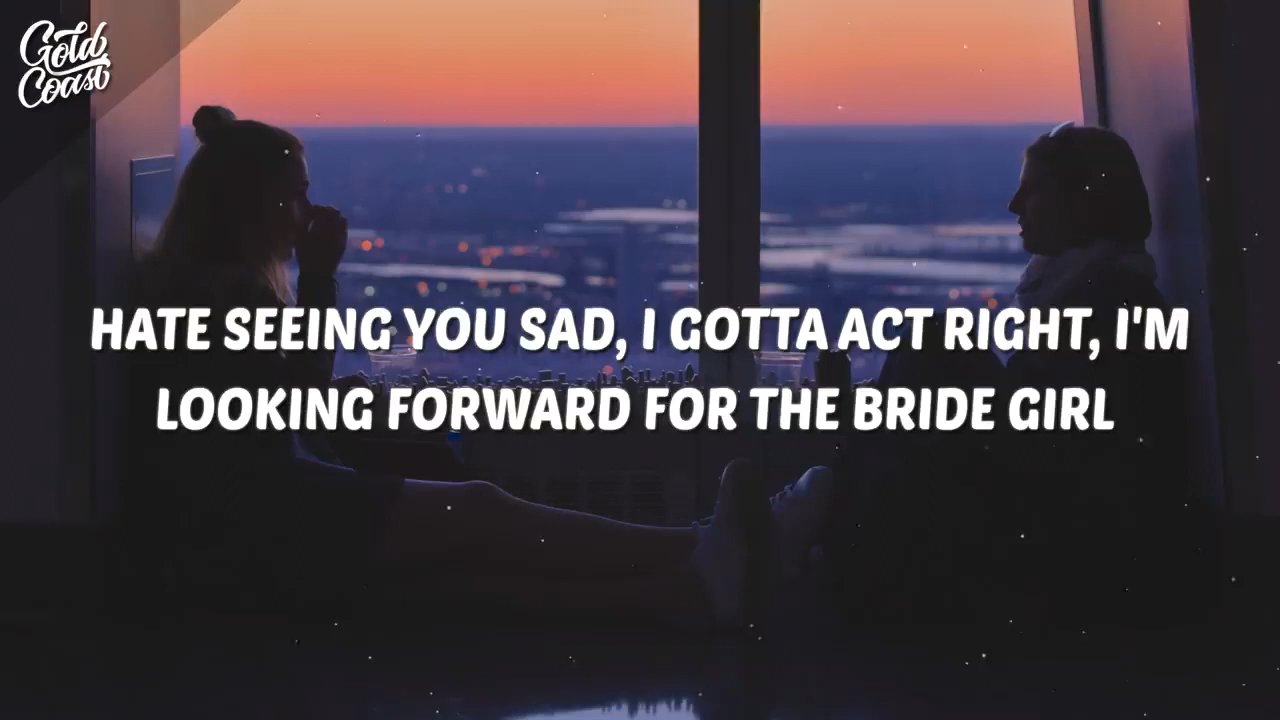 Gold
Coast
HATE SEEING YOU SAD, I GOTTA ACT RIGHT, I'M
LOOKING FORWARD FOR THE BRIDE GIRL